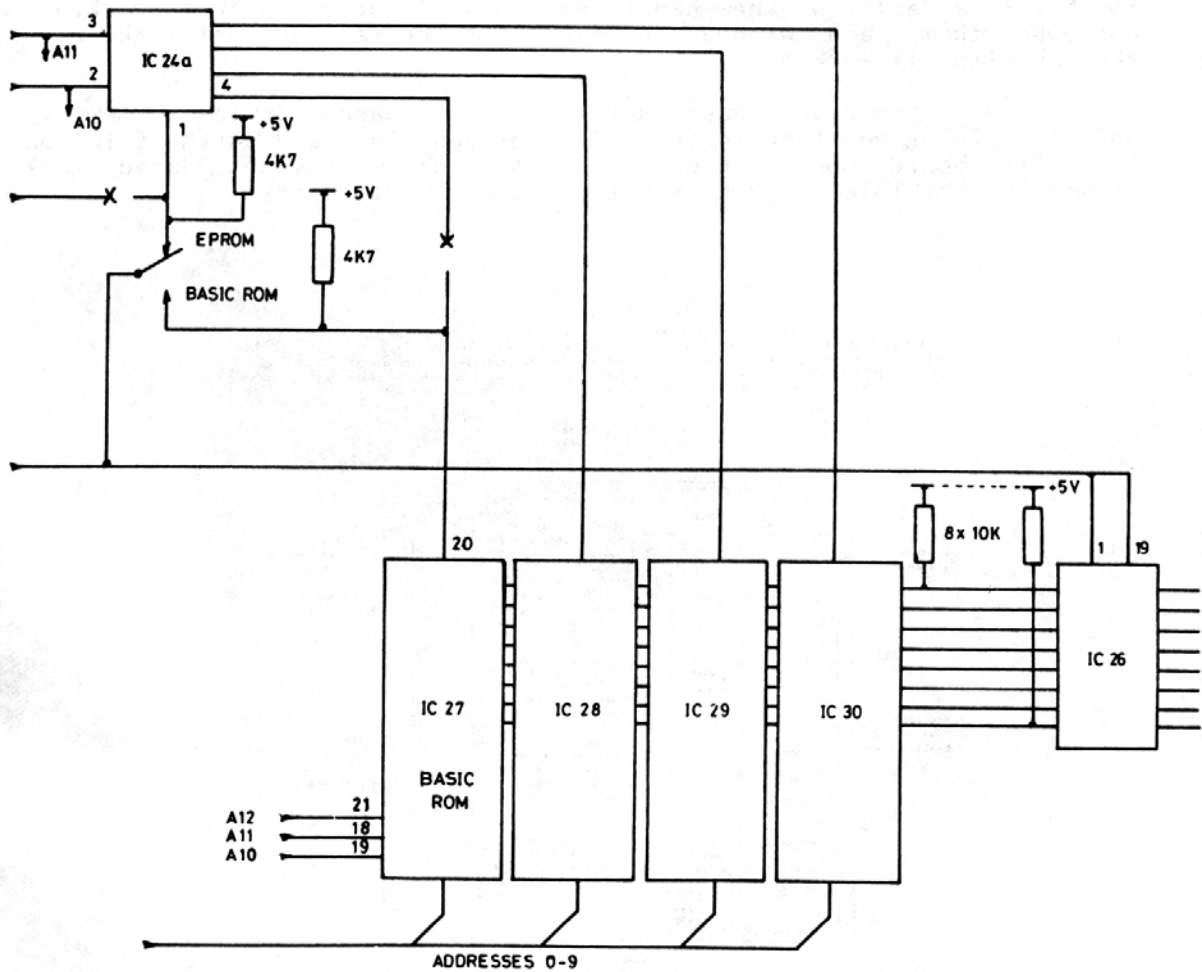 3
IC 24a
A11
2
4
A10
1
+5V
4K7
+5V
EPROM
4K7
BASIC ROM
+5V
8x 10K
20
1
19
IC 26
IC 27
IC 28
IC 29
IC 30
BASIC
ROM
A12
21
A11
18
A10
19
ADDRESSES 0-9